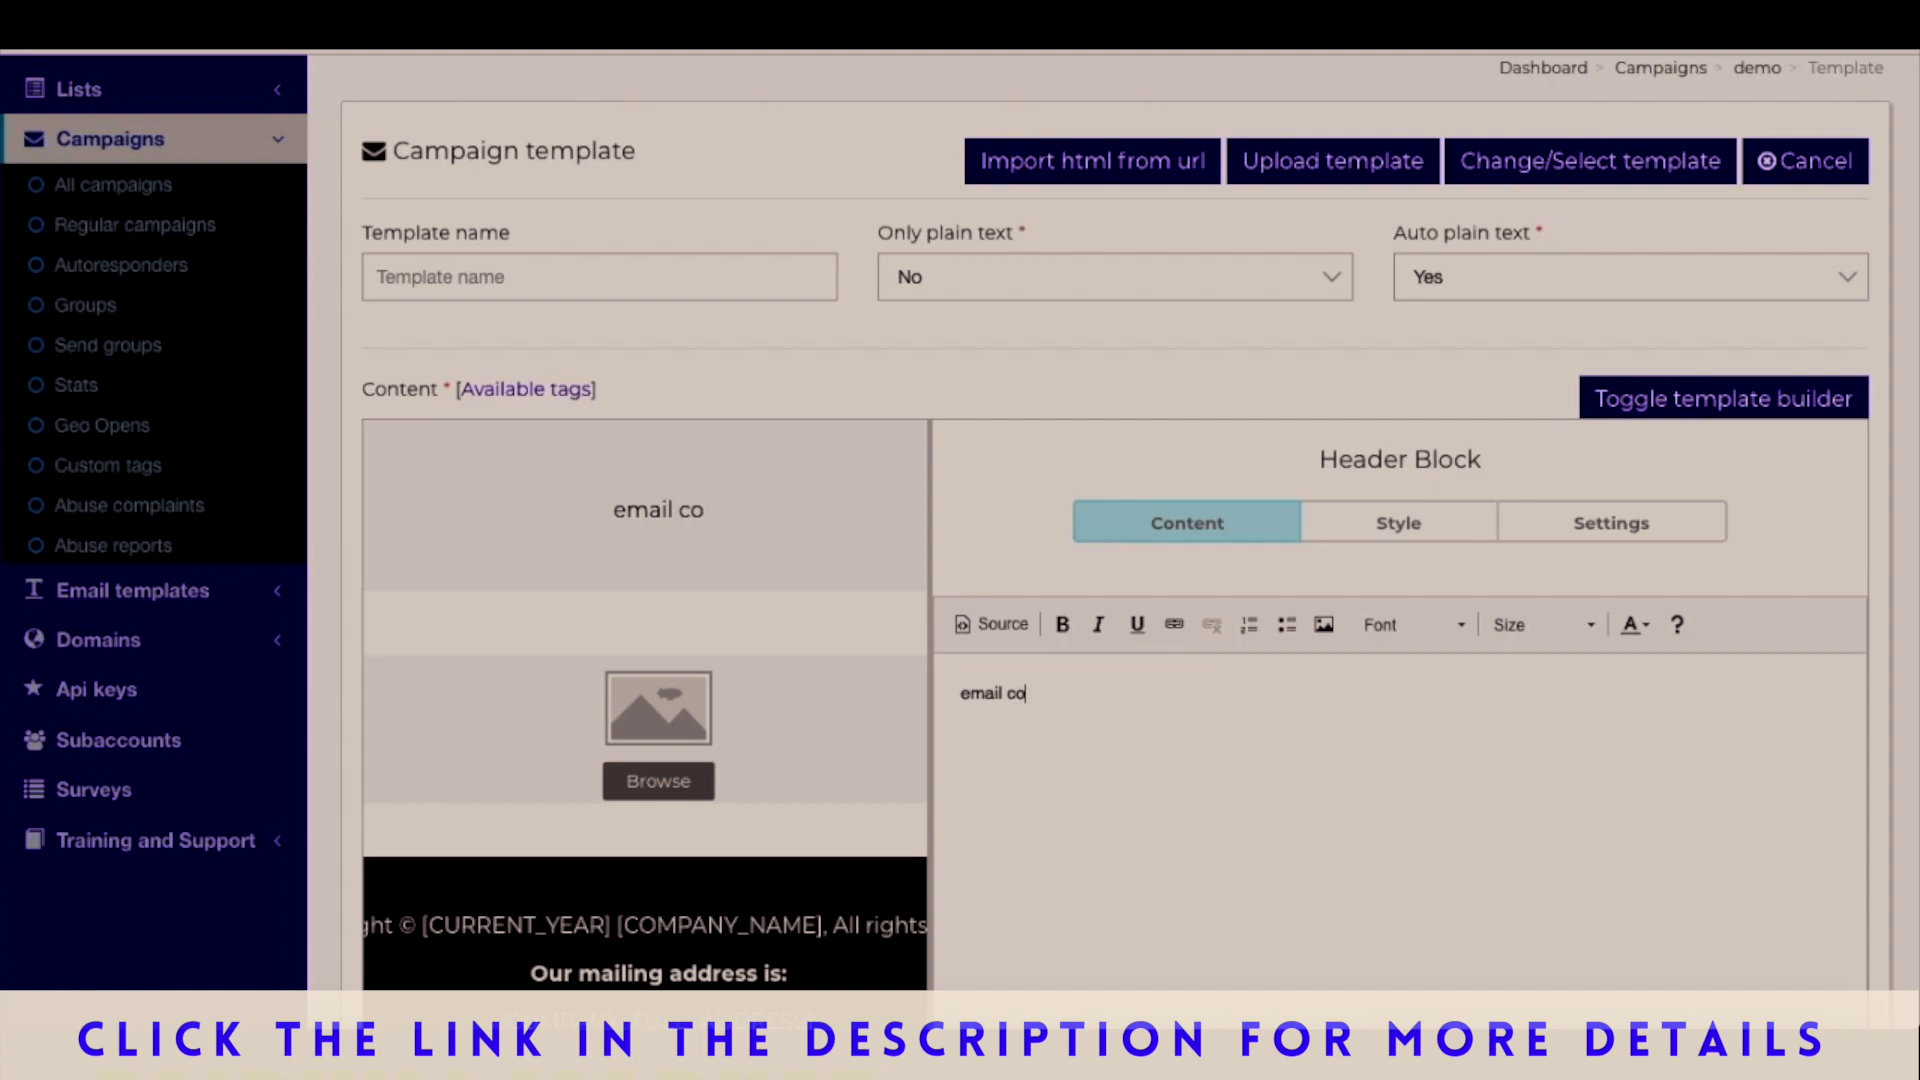 Dashboard > Campaigns > demo > Template
Lists
Campaigns
All campaigns
Regular campaigns
Autoresponders
Groups
Send groups
Stats
Geo Opens
Custom tags
Abuse complaints
Abuse reports
Email templates
Domains
Api keys
Subaccounts
Surveys
Training and Support
Campaign template
Import html from url
Upload template
Change/Select template
Cancel
Template name
Only plain text *
Auto plain text *
Template name
No
Yes
Content * [Available tags]
Toggle template builder
email co
Browse
ght © [CURRENT_YEAR] [COMPANY_NAME], All rights
Our mailing address is:
Header Block
Content
Style
Settings
Source B I U Font Size A ?
email co
CLICK THE LINK IN THE DESCRIPTION FOR MORE DETAILS